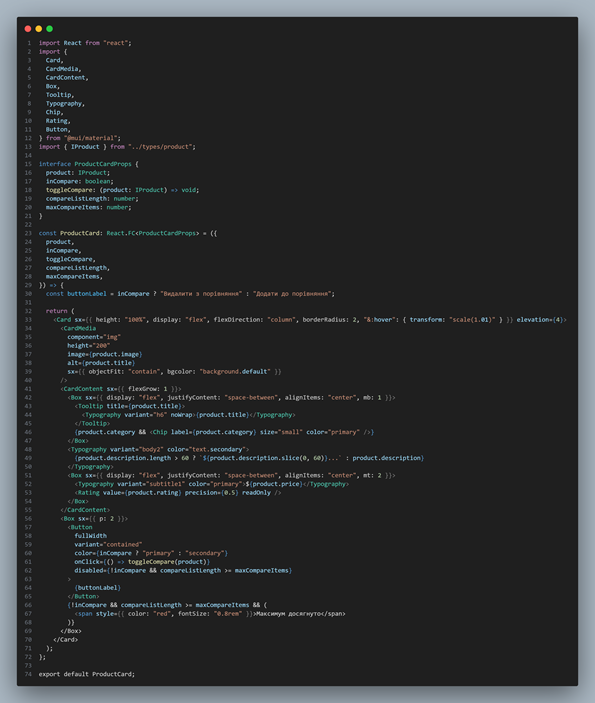 1 import React from "react";
2 import {
3   Card,
4   CardMedia,
5   CardContent,
6   Box,
7   Tooltip,
8   Typography,
9   Chip,
10   Rating,
11   Button,
12 } from "@mui/material";
13 import { IProduct } from "../types/product";
14
15 interface ProductCardProps {
16   product: IProduct;
17   inCompare: boolean;
18   toggleCompare: (product: IProduct) => void;
19   compareListLength: number;
20   maxCompareItems: number;
21 }
22
23 const ProductCard: React.FC<ProductCardProps> = ({
24   product,
25   inCompare,
26   toggleCompare,
27   compareListLength,
28   maxCompareItems,
29 }) => {
30   const buttonLabel = inCompare ? "Видалити з порівняння" : "Додати до порівняння";
31
32   return (
33     <Card sx={{ height: "100%", display: "flex", flexDirection: "column", borderRadius: 2, "&:hover": { transform: "scale(1.01)" } }} elevation={4}>
34       <CardMedia
35         component="img"
36         height="200"
37         image={product.image}
38         alt={product.title}
39         sx={{ objectFit: "contain", bgcolor: "background.default" }}
40       />
41       <CardContent sx={{ flexGrow: 1 }}>
42         <Box sx={{ display: "flex", justifyContent: "space-between", alignItems: "center", mb: 1 }}>
43           <Tooltip title={product.title}>
44             <Typography variant="h6" noWrap>{product.title}</Typography>
45           </Tooltip>
46           {product.category && <Chip label={product.category} size="small" color="primary" />}
47         </Box>
48         <Typography variant="body2" color="text.secondary">
49           {product.description.length > 60 ? `${product.description.slice(0, 60)}...` : product.description}
50         </Typography>
51         <Box sx={{ display: "flex", justifyContent: "space-between", alignItems: "center", mt: 2 }}>
52           <Typography variant="subtitle1" color="primary">${product.price}</Typography>
53           <Rating value={product.rating} precision={0.5} readOnly />
54         </Box>
55       </CardContent>
56       <Box sx={{ p: 2 }}>
57         <Button
58           fullWidth
59           variant="contained"
60           color={inCompare ? "primary" : "secondary"}
61           onClick={() => toggleCompare(product)}
62           disabled={!inCompare && compareListLength >= maxCompareItems}
63         >
64           {buttonLabel}
65         </Button>
66         {!inCompare && compareListLength >= maxCompareItems && (
67           <span style={{ color: "red", fontSize: "0.8rem" }}>Максимум досягнуто</span>
68         )}
69       </Box>
70     </Card>
71   );
72 };
73
74 export default ProductCard;